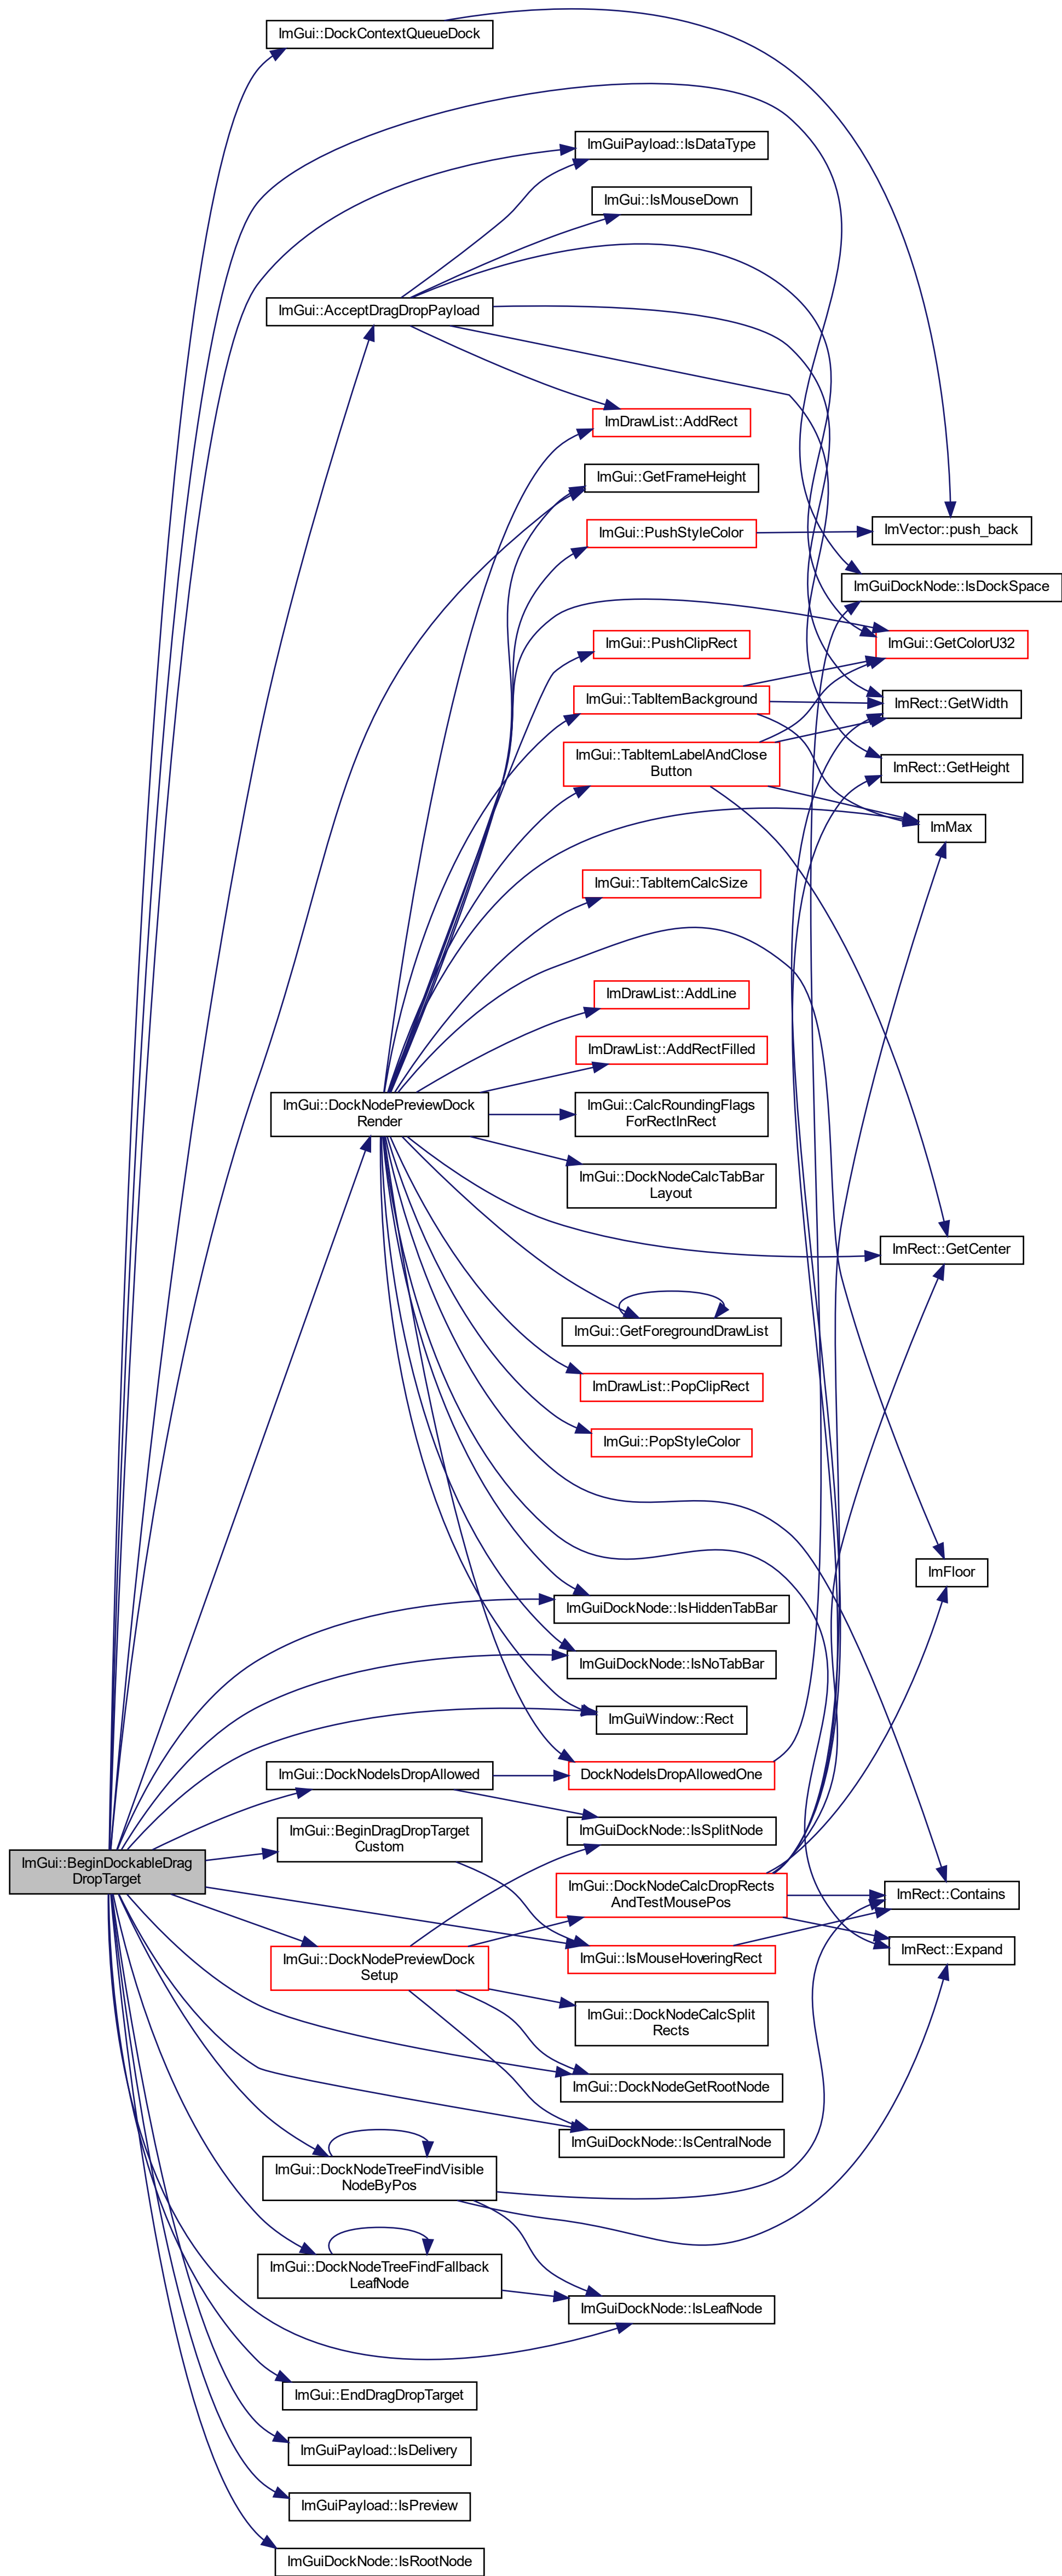 ImGui::DockContextQueueDock
ImGuiPayload::IsDataType
ImGui::IsMouseDown
ImGui::AcceptDragDropPayload
ImDrawList::AddRect
ImGui::GetFrameHeight
ImGui::PushStyleColor
ImVector::push_back
ImGuiDockNode::IsDockSpace
ImGui::PushClipRect
ImGui::GetColorU32
ImGui::TabItemBackground
ImRect::GetWidth
ImGui::TabItemLabelAndClose
Button
ImRect::GetHeight
ImMax
ImGui::TabItemCalcSize
ImDrawList::AddLine
ImDrawList::AddRectFilled
ImGui::DockNodePreviewDock
Render
ImGui::CalcRoundingFlags
ForRectInRect
ImGui::DockNodeCalcTabBar
Layout
ImRect::GetCenter
ImGui::GetForegroundDrawList
ImDrawList::PopClipRect
ImGui::PopStyleColor
ImFloor
ImGuiDockNode::IsHiddenTabBar
ImGuiDockNode::IsNoTabBar
ImGuiWindow::Rect
ImGui::DockNodeIsDropAllowed
DockNodeIsDropAllowedOne
ImGui::BeginDragDropTarget
Custom
ImGuiDockNode::IsSplitNode
ImGui::BeginDockableDrag
DropTarget
ImGui::DockNodeCalcDropRects
AndTestMousePos
ImRect::Contains
ImGui::DockNodePreviewDock
Setup
ImGui::IsMouseHoveringRect
ImRect::Expand
ImGui::DockNodeCalcSplit
Rects
ImGui::DockNodeGetRootNode
ImGuiDockNode::IsCentralNode
ImGui::DockNodeTreeFindVisible
NodeByPos
ImGui::DockNodeTreeFindFallback
LeafNode
ImGuiDockNode::IsLeafNode
ImGui::EndDragDropTarget
ImGuiPayload::IsDelivery
ImGuiPayload::IsPreview
ImGuiDockNode::IsRootNode